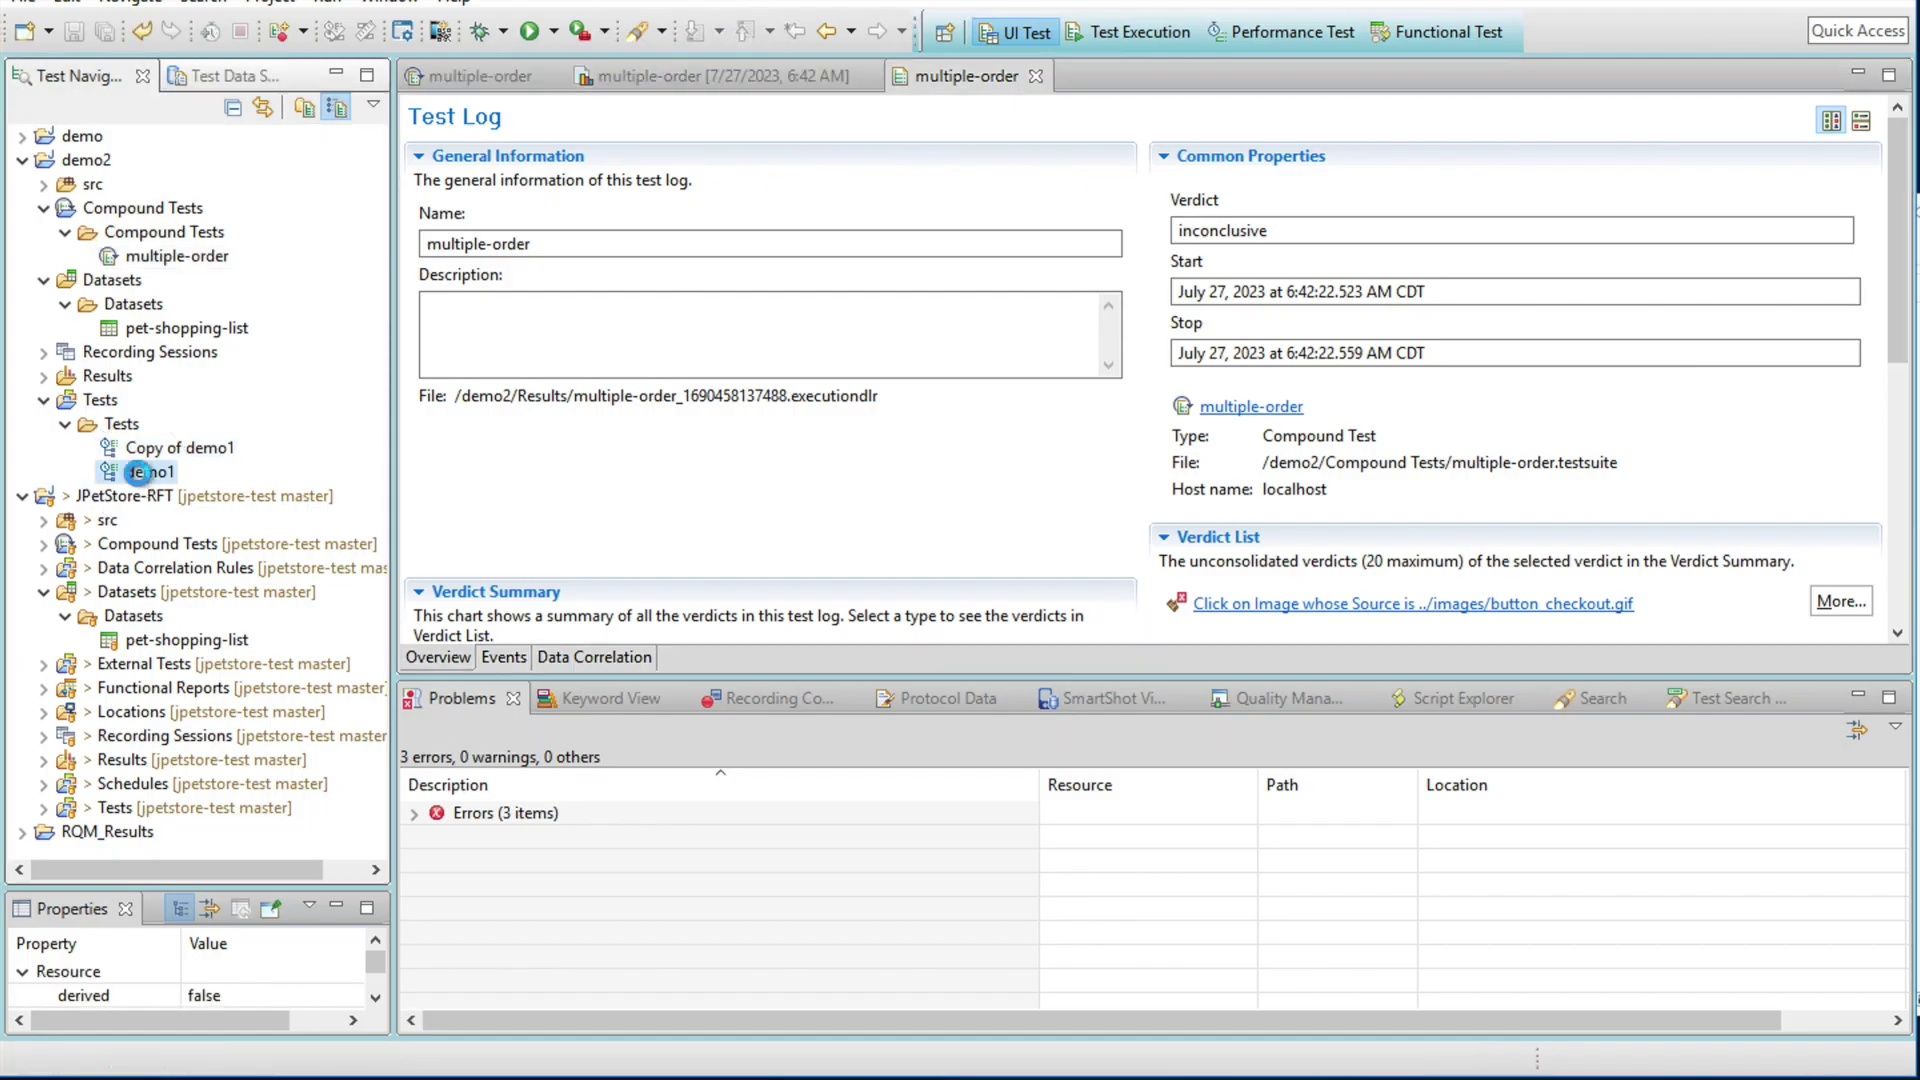 Quick Access
UI Test
Test Execution
Performance Test
Functional Test
Test Navig...
Test Data S...
demo
demo2
src
Compound Tests
Compound Tests
multiple-order
Datasets
Datasets
pet-shopping-list
Recording Sessions
Results
Tests
Tests
Copy of demo1
demo1
> JPetStore-RFT [jpetstore-test master]
> src
> Compound Tests [jpetstore-test master]
> Data Correlation Rules [jpetstore-test mas
> Datasets [jpetstore-test master]
Datasets
pet-shopping-list
> External Tests [jpetstore-test master]
> Functional Reports [jpetstore-test master]
> Locations [jpetstore-test master]
> Recording Sessions [jpetstore-test master
> Results [jpetstore-test master]
> Schedules [jpetstore-test master]
> Tests [jpetstore-test master]
RQM_Results
Properties
Property Value
Resource
derived false
multiple-order
multiple-order [7/27/2023, 6:42 AM]
multiple-order
Test Log
General Information
The general information of this test log.
Name:
multiple-order
Description:
File: /demo2/Results/multiple-order_1690458137488.executiondlr
Verdict Summary
This chart shows a summary of all the verdicts in this test log. Select a type to see the verdicts in
Verdict List.
Common Properties
Verdict
inconclusive
Start
July 27, 2023 at 6:42:22.523 AM CDT
Stop
July 27, 2023 at 6:42:22.559 AM CDT
multiple-order
Type: Compound Test
File: /demo2/Compound Tests/multiple-order.testsuite
Host name: localhost
Verdict List
The unconsolidated verdicts (20 maximum) of the selected verdict in the Verdict Summary.
Click on Image whose Source is ../images/button_checkout.gif
More...
Overview Events Data Correlation
Problems
Keyword View
Recording Co...
Protocol Data
SmartShot Vi...
Quality Mana...
Script Explorer
Search
Test Search ...
3 errors, 0 warnings, 0 others
Description Resource Path Location
Errors (3 items)